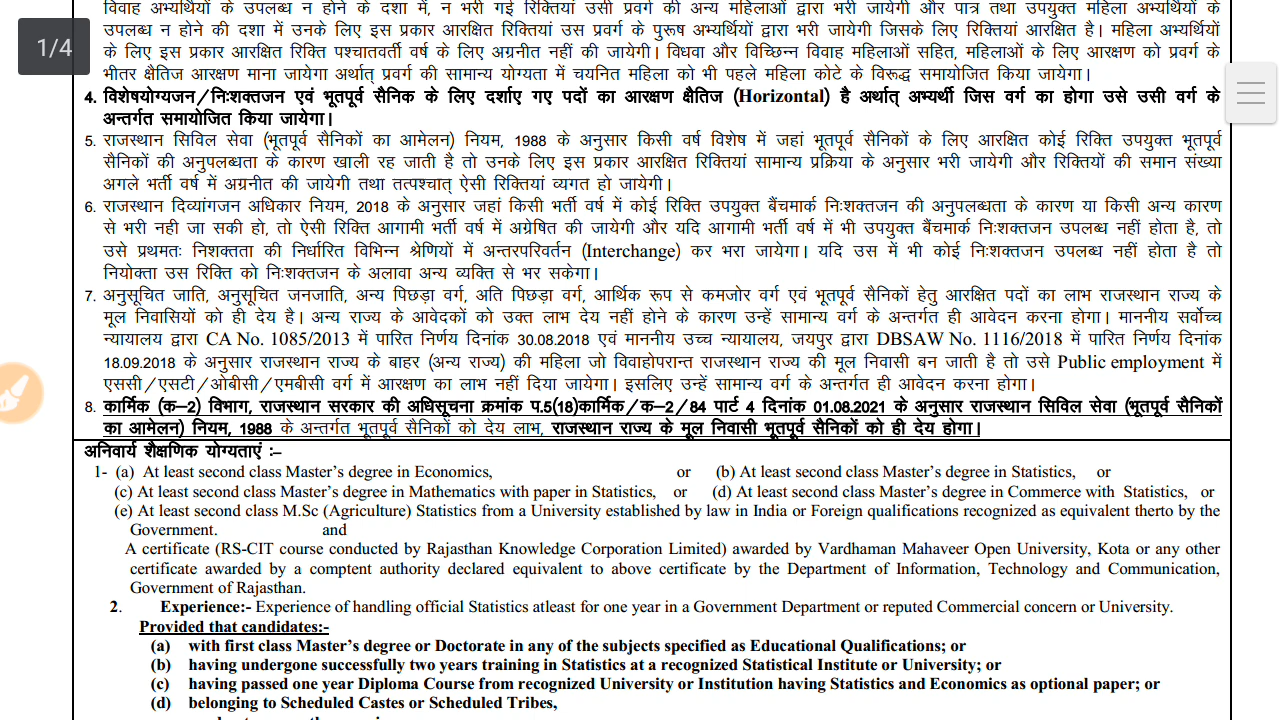 विवाह अभ्यर्थियों के उपलब्ध न होने के दशा में, न भरी गई रिक्तियां उसी प्रवर्ग की अन्य महिलाओं द्वारा भरी जायेगी और पात्र तथा उपयुक्त महिला अभ्यर्थियों के
उपलब्ध न होने की दशा में उनके लिए इस प्रकार आरक्षित रिक्तियां उस प्रवर्ग के पुरूष अभ्यर्थियों द्वारा भरी जायेगी जिसके लिए रिक्तियां आरक्षित है। महिला अभ्यर्थियों
1/4
के लिए इस प्रकार आरक्षित रिक्ति पश्चातवर्ती वर्ष के लिए अग्रनीत नहीं की जायेगी। विधवा और विच्छिन्न विवाह महिलाओं सहित, महिलाओं के लिए आरक्षण को प्रवर्ग के
भीतर क्षैतिज आरक्षण माना जायेगा अर्थात् प्रवर्ग की सामान्य योग्यता में चयनित महिला को भी पहले महिला कोटे के विरूद्ध समायोजित किया जायेगा।
4. विशेषयोग्यजन/निःशक्तजन एवं भूतपूर्व सैनिक के लिए दर्शाए गए पदों का आरक्षण क्षैतिज (Horizontal) है अर्थात् अभ्यर्थी जिस वर्ग का होगा उसे उसी वर्ग के
अन्तर्गत समायोजित किया जायेगा।
5. राजस्थान सिविल सेवा (भूतपूर्व सैनिकों का आमेलन) नियम, 1988 के अनुसार किसी वर्ष विशेष में जहां भूतपूर्व सैनिकों के लिए आरक्षित कोई रिक्ति उपयुक्त भूतपूर्व
सैनिकों की अनुपलब्धता के कारण खाली रह जाती है तो उनके लिए इस प्रकार आरक्षित रिक्तियां सामान्य प्रक्रिया के अनुसार भरी जायेगी और रिक्तियों की समान संख्या
अगले भर्ती वर्ष में अग्रनीत की जायेगी तथा तत्पश्चात् ऐसी रिक्तियां व्यगत हो जायेगी।
6. राजस्थान दिव्यांगजन अधिकार नियम, 2018 के अनुसार जहां किसी भर्ती वर्ष में कोई रिक्ति उपयुक्त बैंचमार्क निःशक्तजन की अनुपलब्धता के कारण या किसी अन्य कारण
से भरी नही जा सकी हो, तो ऐसी रिक्ति आगामी भर्ती वर्ष में अग्रेषित की जायेगी और यदि आगामी भर्ती वर्ष में भी उपयुक्त बैंचमार्क निःशक्तजन उपलब्ध नहीं होता है, तो
उसे प्रथमतः निशक्तता की निर्धारित विभिन्न श्रेणियों में अन्तरपरिवर्तन (Interchange) कर भरा जायेगा। यदि उस में भी कोई निःशक्तजन उपलब्ध नहीं होता है तो
नियोक्ता उस रिक्ति को निःशक्तजन के अलावा अन्य व्यक्ति से भर सकेगा।
7. अनुसूचित जाति, अनुसूचित जनजाति, अन्य पिछड़ा वर्ग, अति पिछड़ा वर्ग, आर्थिक रूप से कमजोर वर्ग एवं भूतपूर्व सैनिकों हेतु आरक्षित पदों का लाभ राजस्थान राज्य के
मूल निवासियों को ही देय है। अन्य राज्य के आवेदकों को उक्त लाभ देय नहीं होने के कारण उन्हें सामान्य वर्ग के अन्तर्गत ही आवेदन करना होगा। माननीय सर्वोच्च
न्यायालय द्वारा CA No. 1085/2013 में पारित निर्णय दिनांक 30.08.2018 एवं माननीय उच्च न्यायालय, जयपुर द्वारा DBSAW No. 1116/2018 में पारित निर्णय दिनांक
18.09.2018 के अनुसार राजस्थान राज्य के बाहर (अन्य राज्य) की महिला जो विवाहोपरान्त राजस्थान राज्य की मूल निवासी बन जाती है तो उसे Public employment में
एससी/एसटी/ओबीसी/एमबीसी वर्ग में आरक्षण का लाभ नहीं दिया जायेगा। इसलिए उन्हें सामान्य वर्ग के अन्तर्गत ही आवेदन करना होगा।
8. कार्मिक (क–2) विभाग, राजस्थान सरकार की अधिसूचना क्रमांक प.5(18)कार्मिक/क–2/84 पार्ट 4 दिनांक 01.08.2021 के अनुसार राजस्थान सिविल सेवा (भूतपूर्व सैनिकों
का आमेलन) नियम, 1988 के अन्तर्गत भूतपूर्व सैनिकों को देय लाभ, राजस्थान राज्य के मूल निवासी भूतपूर्व सैनिकों को ही देय होगा।
अनिवार्य शैक्षणिक योग्यताएं :–
1- (a) At least second class Master's degree in Economics, or (b) At least second class Master's degree in Statistics, or
(c) At least second class Master's degree in Mathematics with paper in Statistics, or (d) At least second class Master's degree in Commerce with Statistics, or
(e) At least second class M.Sc (Agriculture) Statistics from a University established by law in India or Foreign qualifications recognized as equivalent therto by the
Government. and
A certificate (RS-CIT course conducted by Rajasthan Knowledge Corporation Limited) awarded by Vardhaman Mahaveer Open University, Kota or any other
certificate awarded by a comptent authority declared equivalent to above certificate by the Department of Information, Technology and Communication,
Government of Rajasthan.
2. Experience:- Experience of handling official Statistics atleast for one year in a Government Department or reputed Commercial concern or University.
Provided that candidates:-
(a) with first class Master's degree or Doctorate in any of the subjects specified as Educational Qualifications; or
(b) having undergone successfully two years training in Statistics at a recognized Statistical Institute or University; or
(c) having passed one year Diploma Course from recognized University or Institution having Statistics and Economics as optional paper; or
(d) belonging to Scheduled Castes or Scheduled Tribes,